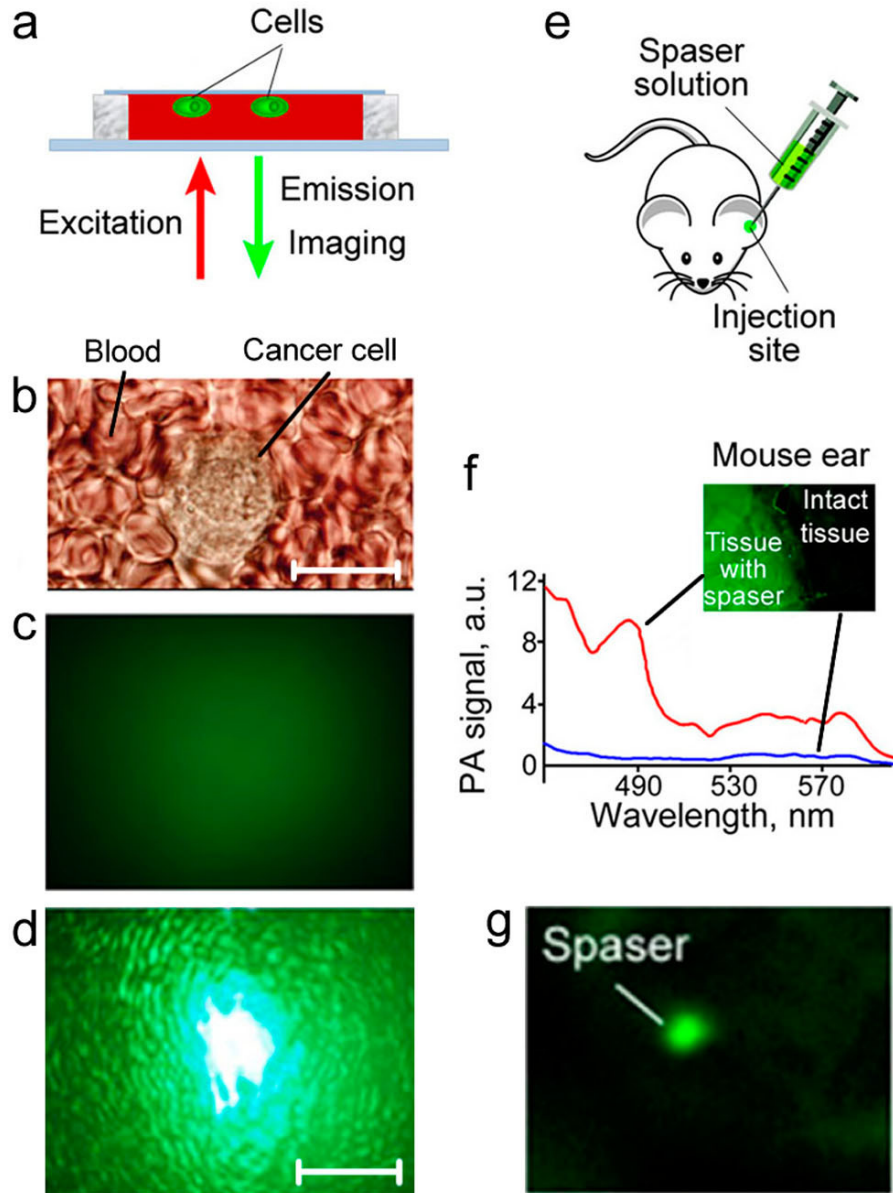 a
Cells
Excitation
Emission
Imaging
Blood
Cancer cell
b
c
d
e
Spaser
solution
Injection
site
f
Mouse ear
Intact
tissue
Tissue
with
spaser
12
8
4
0
PA signal, a.u.
490
530
570
Wavelength, nm
g
Spaser